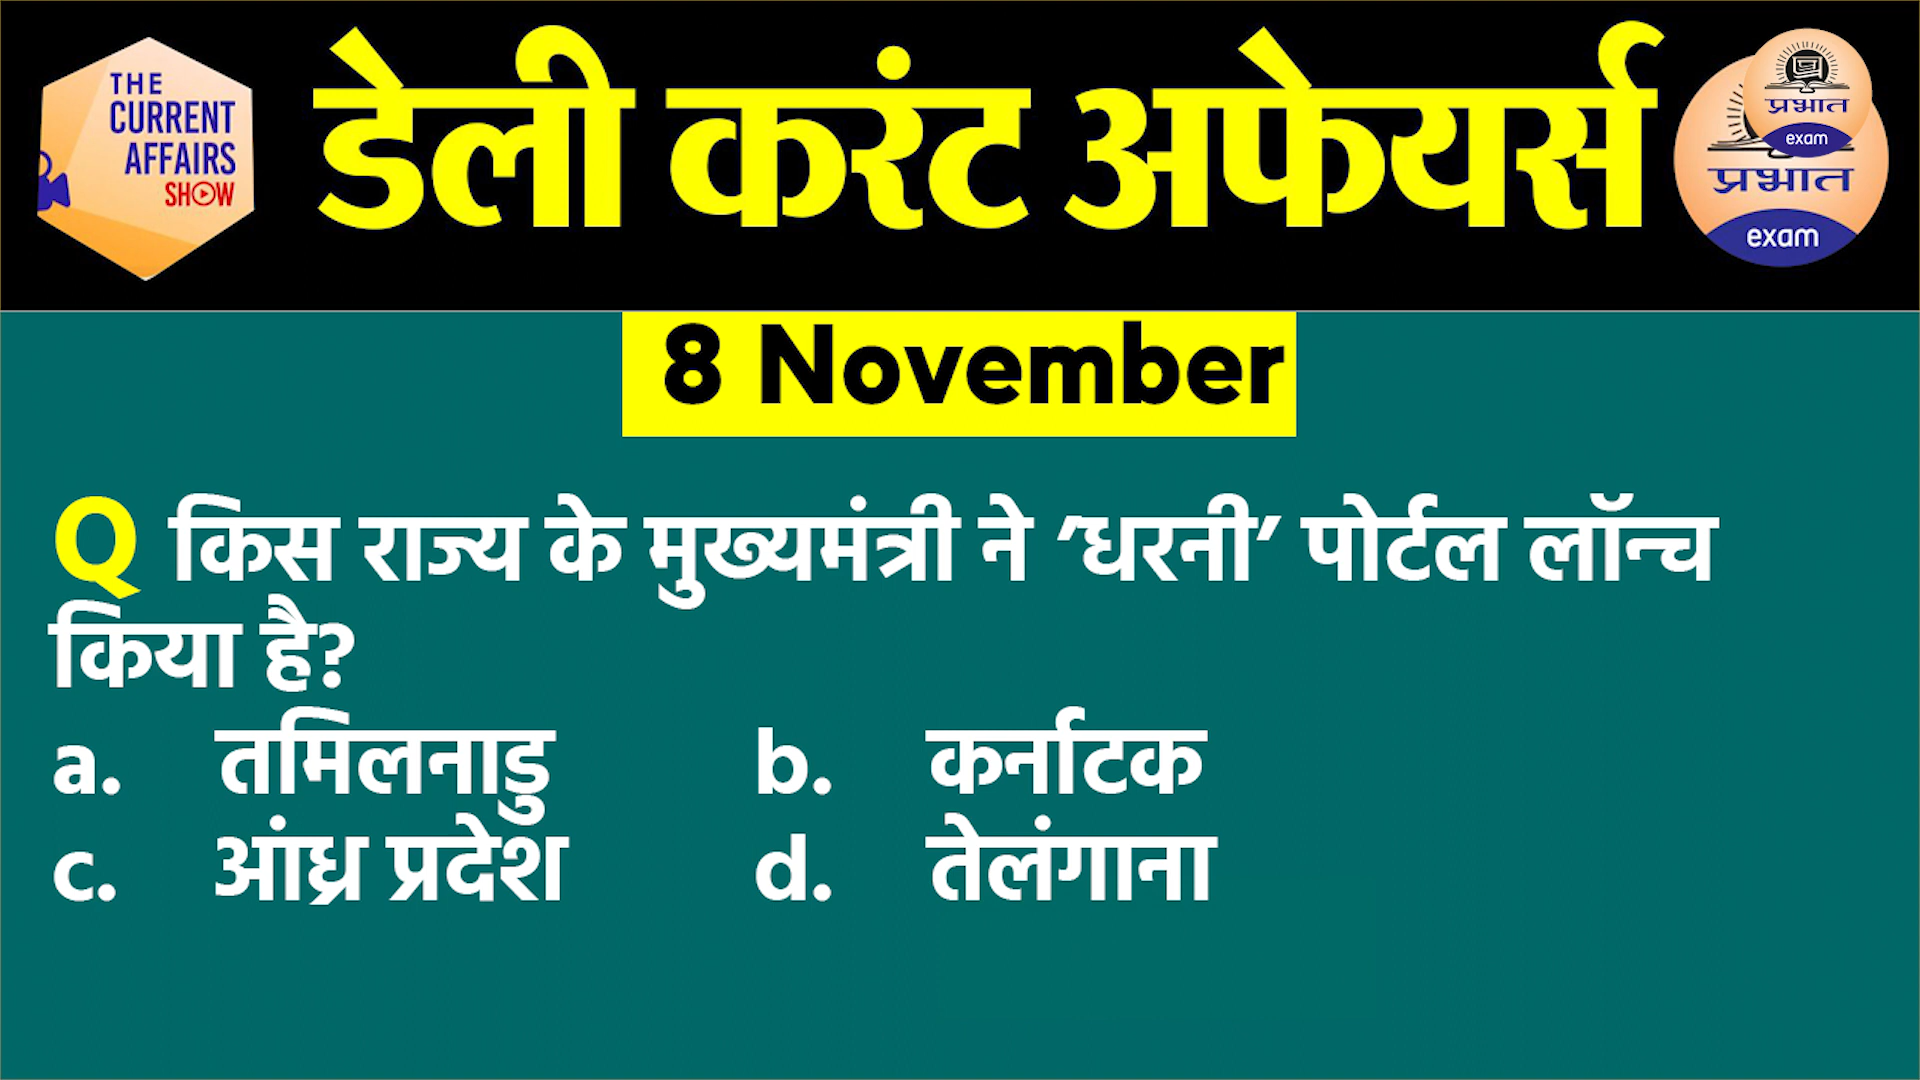 THE
CURRENT
AFFAIRS
SHOW
डेली करंट अफेयर्स
प्रभात
exam
प्रभात
exam
8 November
Q किस राज्य के मुख्यमंत्री ने ’धरनी’ पोर्टल लॉन्च
किया है?
a. तमिलनाडु b. कर्नाटक
c. आंध्र प्रदेश d. तेलंगाना